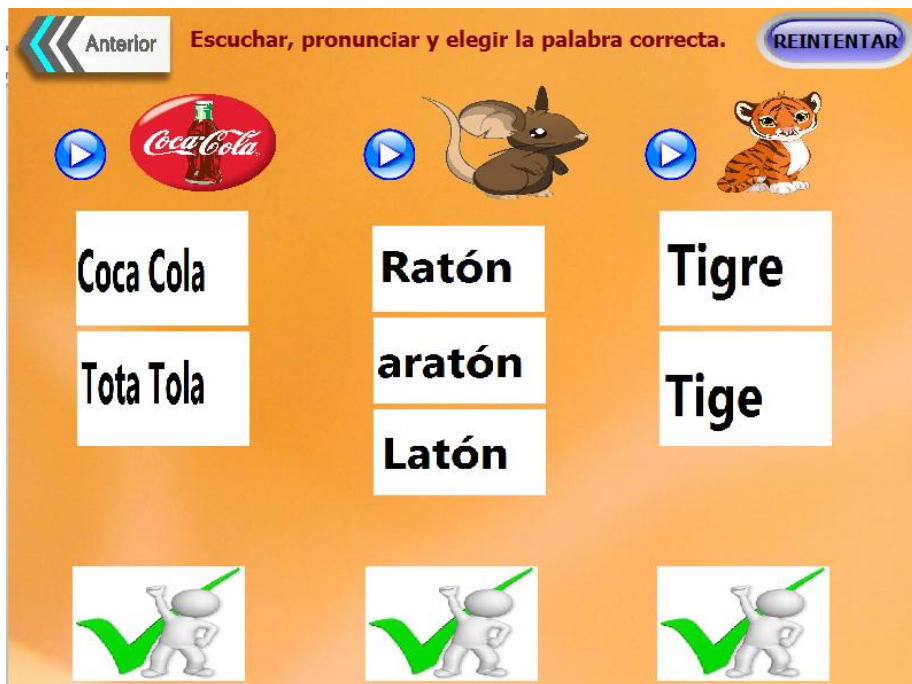 Anterior
Escuchar, pronunciar y elegir la palabra correcta.
REINTENTAR
Coca-Cola
Coca Cola
Tota Tola
Ratón
aratón
Latón
Tigre
Tige